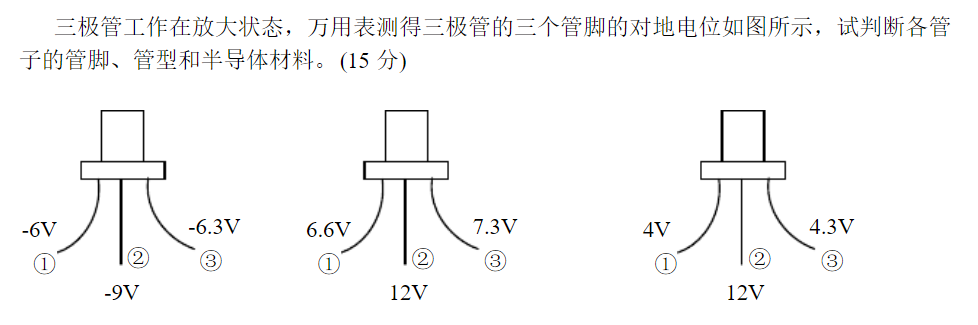 三极管工作在放大状态，万用表测得三极管的三个管脚的对地电位如图所示，试判断各管
子的管脚、管型和半导体材料。(15 分)
-6V -6.3V 6.6V 7.3V 4V 4.3V
① ② ③ ① ② ③ ① ② ③
-9V 12V 12V